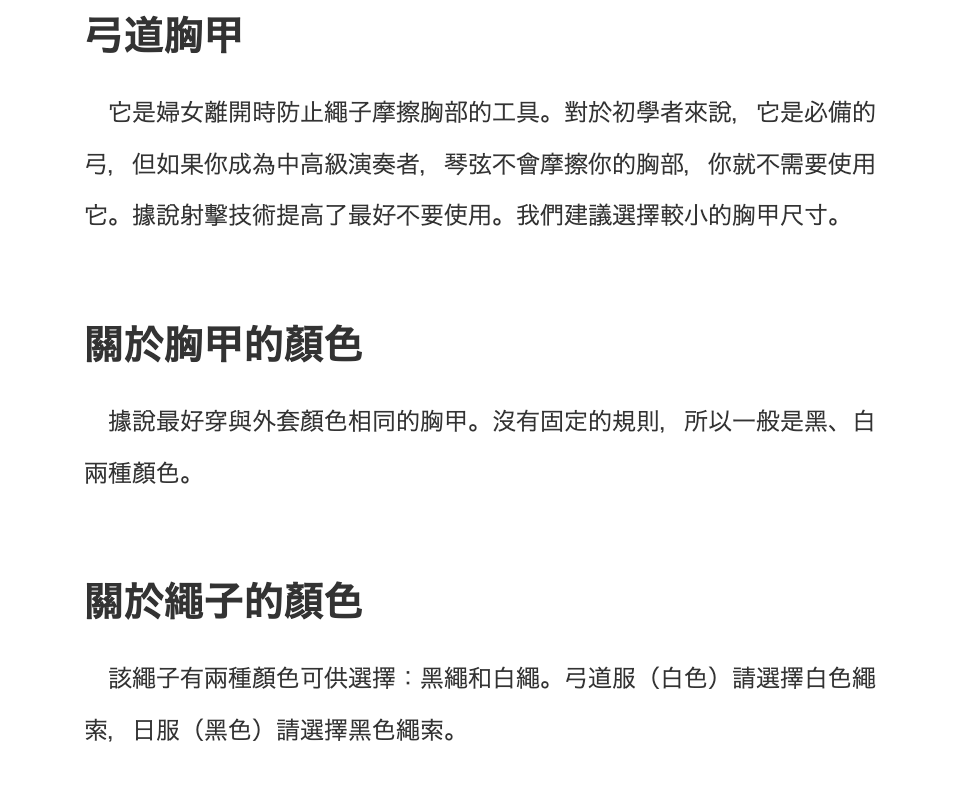 弓道胸甲
它是婦女離開時防止繩子摩擦胸部的工具。對於初學者來說，它是必備的
弓，但如果你成為中高級演奏者，琴弦不會摩擦你的胸部，你就不需要使用
它。據說射擊技術提高了最好不要使用。我們建議選擇較小的胸甲尺寸。
關於胸甲的顏色
據說最好穿與外套顏色相同的胸甲。沒有固定的規則，所以一般是黑、白
兩種顏色。
關於繩子的顏色
該繩子有兩種顏色可供選擇：黑繩和白繩。弓道服（白色）請選擇白色繩
索，日服（黑色）請選擇黑色繩索。